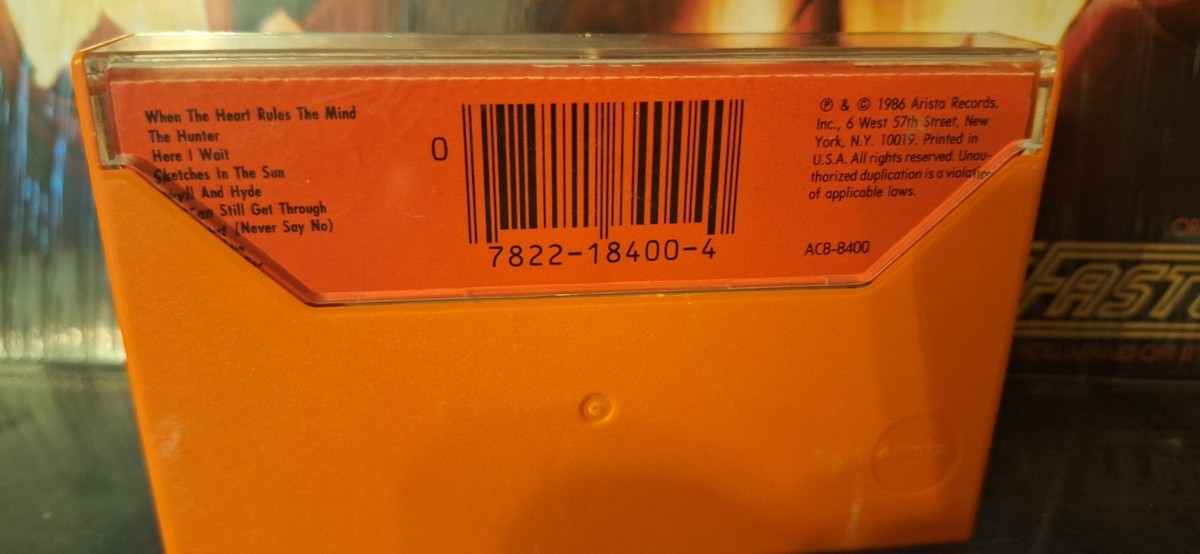 When The Heart Rules The Mind
The Hunter
Here I Wait
Sketches In The Sun
And Hyde
Still Get Through
(Never Say No)
0
7822-18400-4
℗ & © 1986 Arista Records,
Inc., 6 West 57th Street, New
York, N.Y. 10019. Printed in
U.S.A. All rights reserved. Unau-
thorized duplication is a violation
of applicable laws.
AC8-8400
FAST